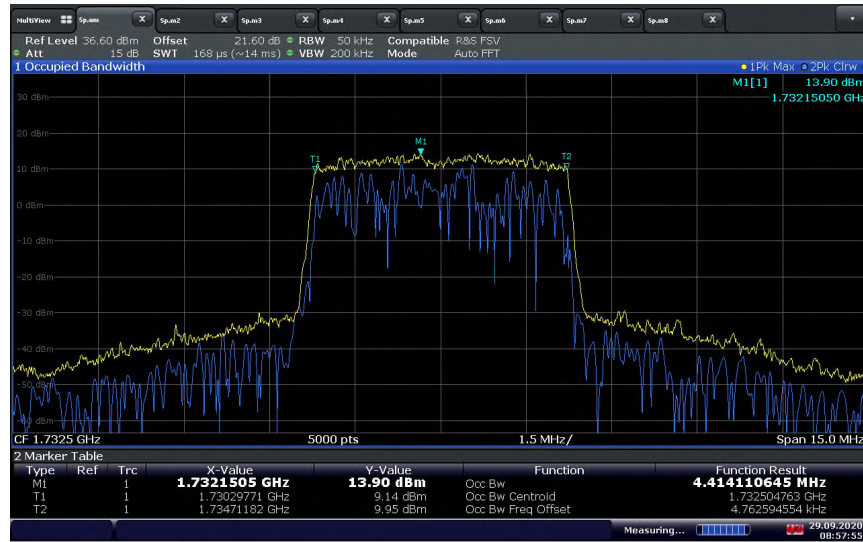 MultiView Sp.um X Sp.m2 X Sp.m3 X Sp.m4 X Sp.m5 X Sp.m6 X Sp.m7 X Sp.m8 X
Ref Level 36.60 dBm Offset 21.60 dB RBW 50 kHz Compatible R&S FSV
Att 15 dB SWT 168 µs (~14 ms) VBW 200 kHz Mode Auto FFT
1 Occupied Bandwidth 1Pk Max 2Pk Clrw
M1[1] 13.90 dBm
1.73215050 GHz
30 dBm
20 dBm
M1
T1 T2
10 dBm
0 dBm
-10 dBm
-20 dBm
-30 dBm
-40 dBm
-50 dBm
dBm
CF 1.7325 GHz 5000 pts 1.5 MHz/ Span 15.0 MHz
2 Marker Table
Type Ref Trc X-Value Y-Value Function Function Result
M1 1 1.7321505 GHz 13.90 dBm Occ Bw 4.414110645 MHz
T1 1 1.73029771 GHz 9.14 dBm Occ Bw Centroid 1.732504763 GHz
T2 1 1.73471182 GHz 9.95 dBm Occ Bw Freq Offset 4.762594554 kHz
Measuring... 29.09.2020
08:57:55